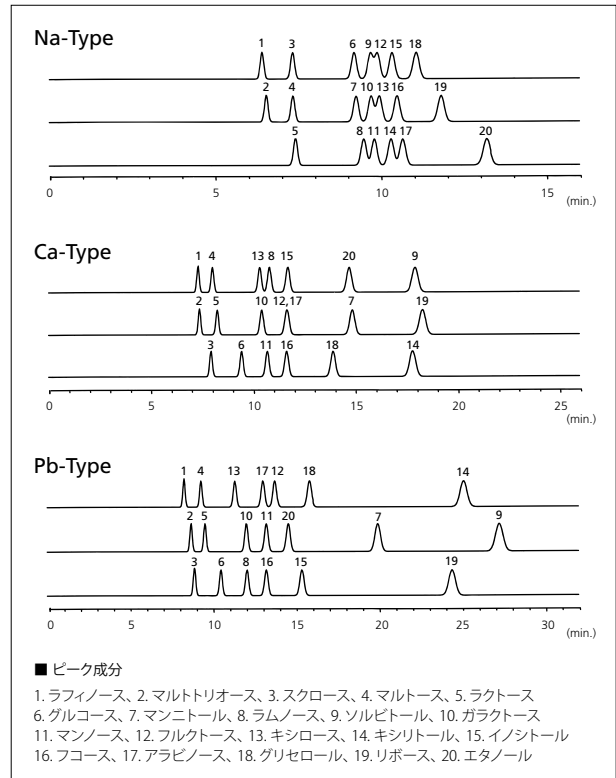 Na-Type
1 3 6 9 12 15 18
2 4 7 10 13 16 19
5 8 11 14 17 20
0 5 10 15
(min.)
Ca-Type
1 4 13 8 15 20 9
2 5 10 12,17 7 19
3 6 11 16 18 14
0 5 10 15 20 25
(min.)
Pb-Type
1 4 13 17 12 18 14
2 5 10 11 20 7 9
3 6 8 16 15 19
0 5 10 15 20 25 30
(min.)
■ ピーク成分
1. ラフィノース、2. マルトトリオース、3. スクロース、4. マルトース、5. ラクトース
6. グルコース、7. マンニトール、8. ラムノース、9. ソルビトール、10. ガラクトース
11. マンノース、12. フルクトース、13. キシロース、14. キシリトール、15. イノシトール
16. フコース、17. アラビノース、18. グリセロール、19. リボース、20. エタノール